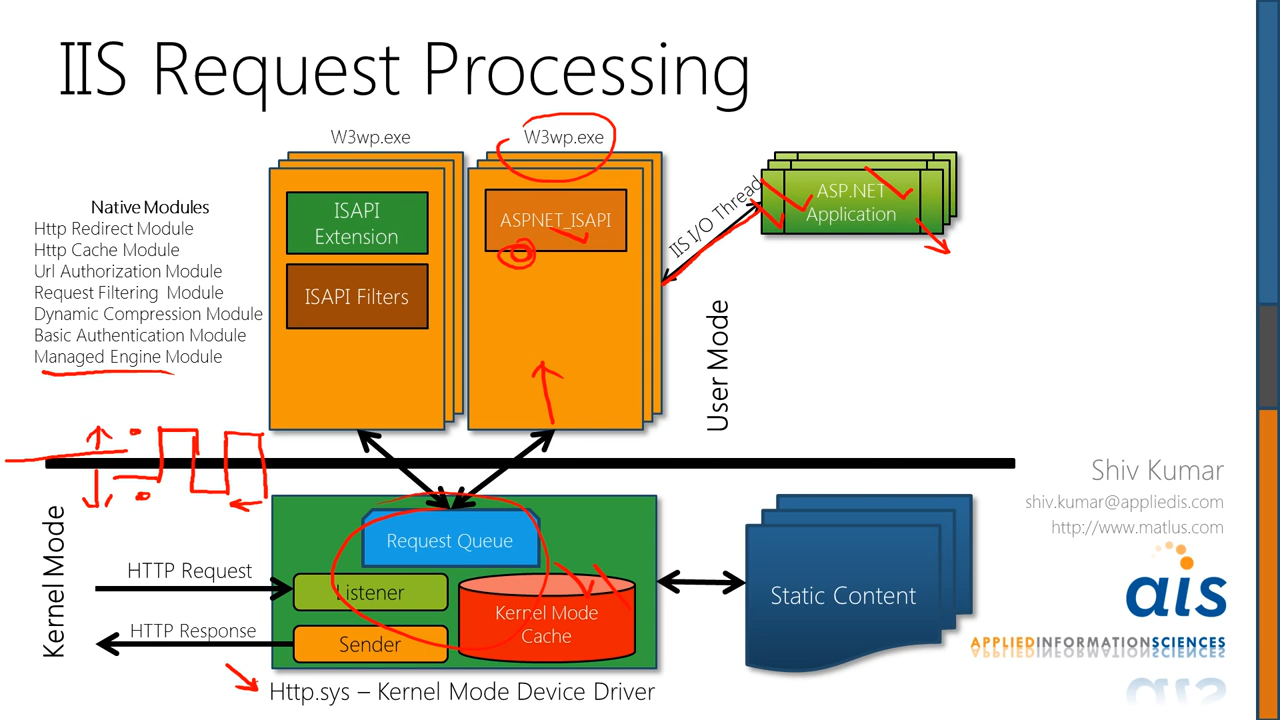 IIS Request Processing
W3wp.exe
W3wp.exe
Native Modules
Http Redirect Module
Http Cache Module
Url Authorization Module
Request Filtering Module
Dynamic Compression Module
Basic Authentication Module
Managed Engine Module
ISAPI
Extension
ISAPI Filters
ASPNET_ISAPI
IIS I/O Thread
ASP.NET
Application
User Mode
Kernel Mode
HTTP Request
HTTP Response
Request Queue
Listener
Sender
Kernel Mode
Cache
Http.sys – Kernel Mode Device Driver
Static Content
Shiv Kumar
shiv.kumar@appliedis.com
http://www.matlus.com
ais
APPLIEDINFORMATIONSCIENCES